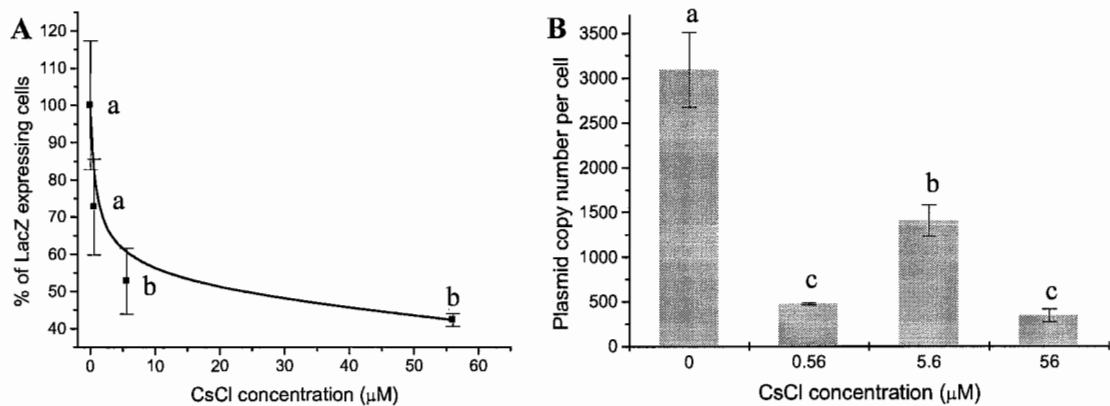 A
% of LacZ expressing cells
120
110
100
90
80
70
60
50
40
a
a
b
b
0 10 20 30 40 50 60
CsCl concentration (µM)
B
Plasmid copy number per cell
3500
3000
2500
2000
1500
1000
500
0
a
c
b
c
0 0.56 5.6 56
CsCl concentration (µM)